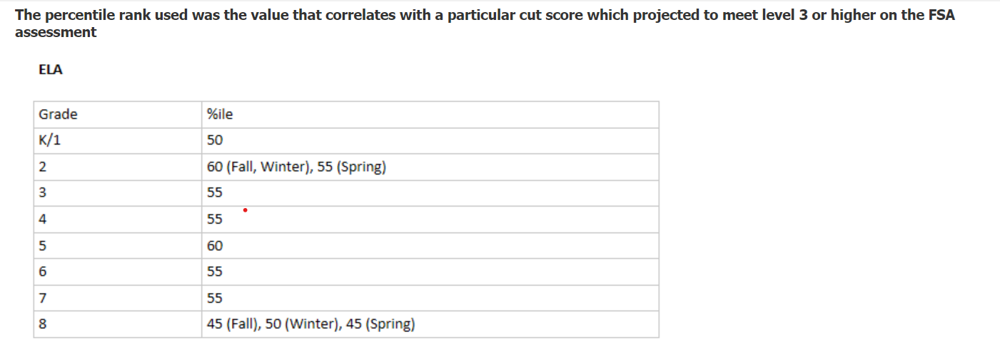 The percentile rank used was the value that correlates with a particular cut score which projected to meet level 3 or higher on the FSA
assessment
ELA
Grade %ile
K/1 50
2 60 (Fall, Winter), 55 (Spring)
3 55
4 55
5 60
6 55
7 55
8 45 (Fall), 50 (Winter), 45 (Spring)